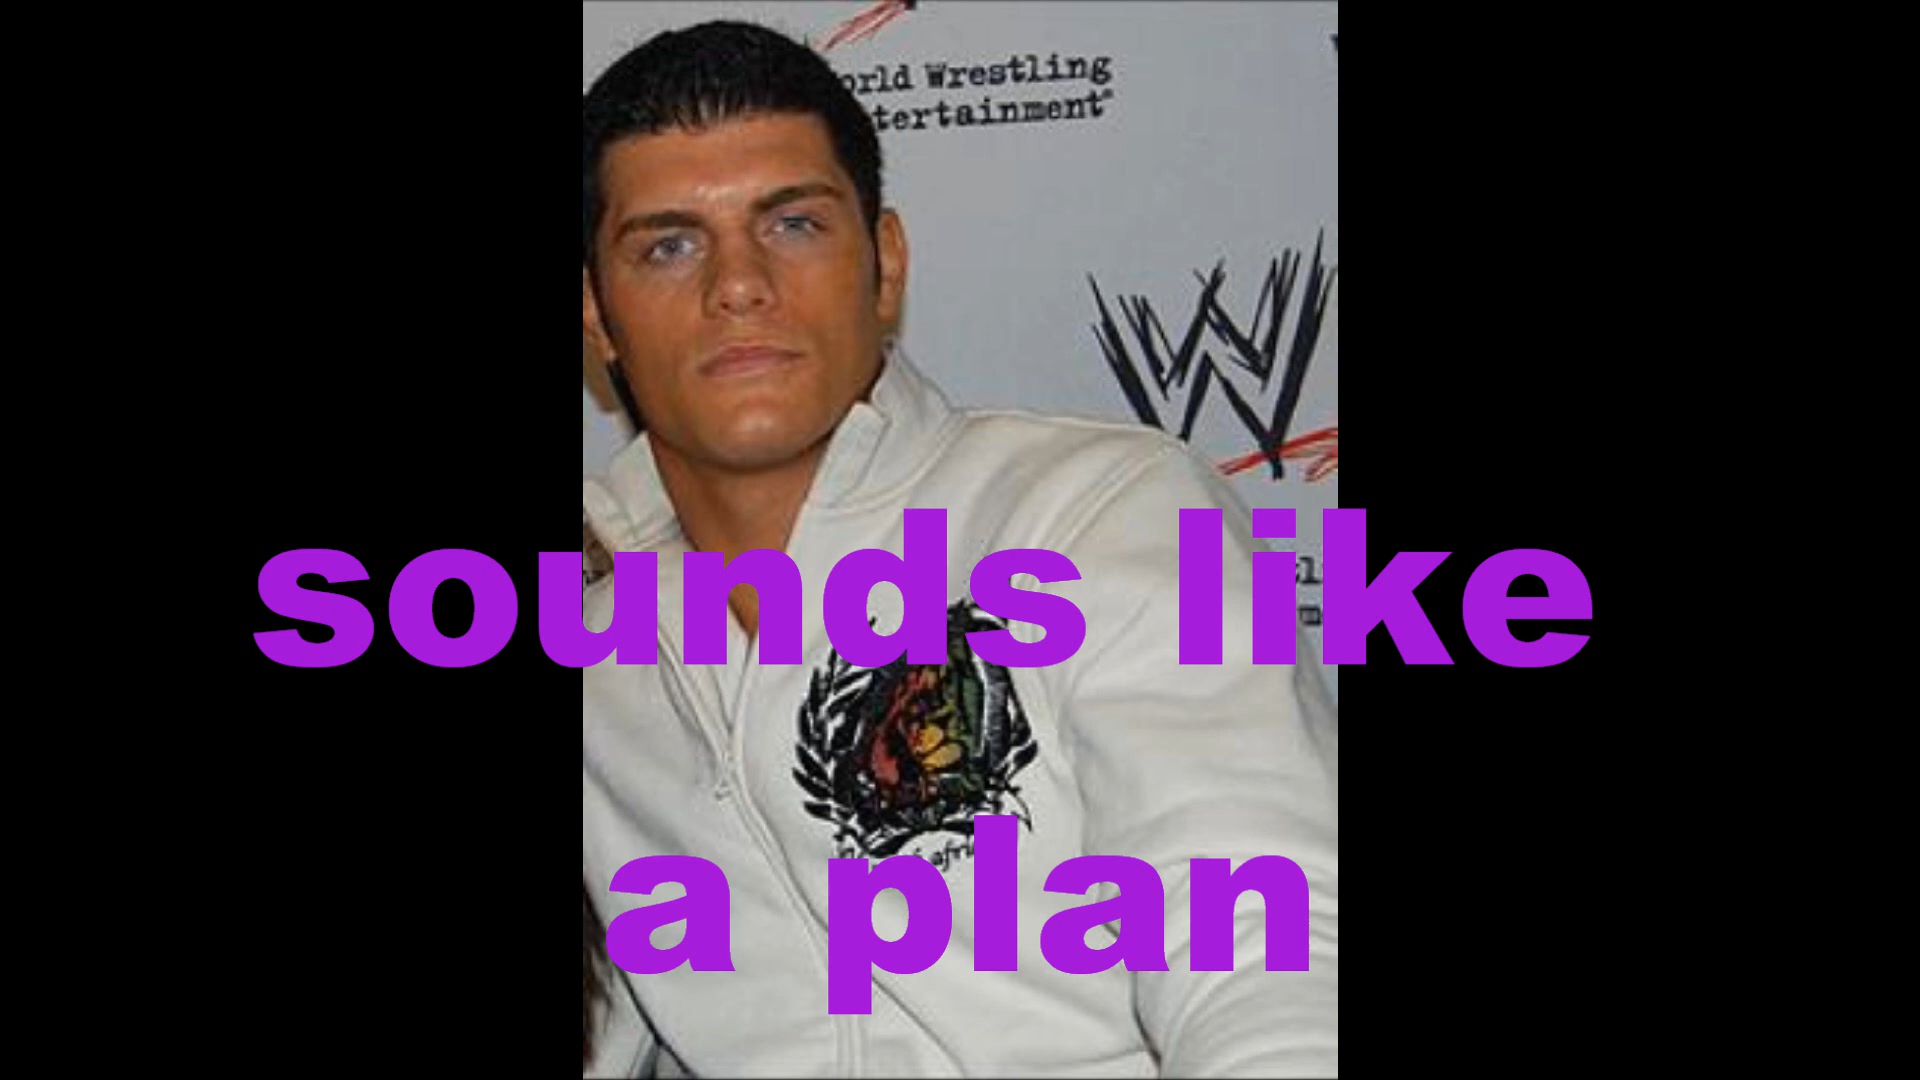 orld Wrestling
tertainment
sounds like
a plan